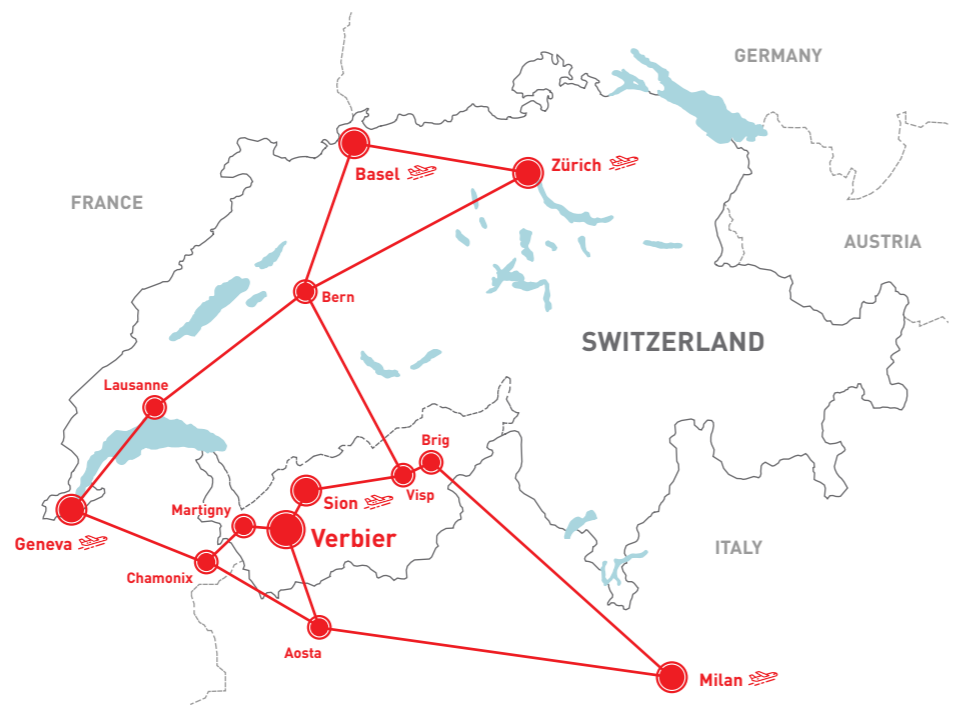 GERMANY
Basel
Zürich
FRANCE
AUSTRIA
Bern
SWITZERLAND
Lausanne
Brig
Visp
Sion
Martigny
Verbier
Geneva
ITALY
Chamonix
Aosta
Milan